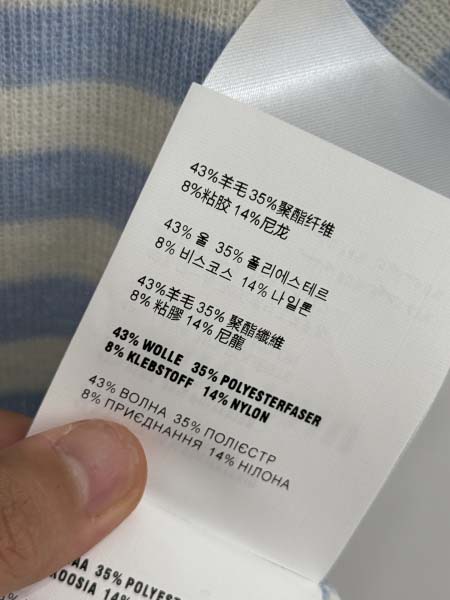 43%羊毛 35%聚酯纤维
8%粘胶 14%尼龙
43% 울 35% 폴리에스테르
8% 비스코스 14% 나일론
43%羊毛 35% 聚酯纖維
8% 粘膠 14% 尼龍
43% WOLLE 35% POLYESTERFASER
8% KLEBSTOFF 14% NYLON
43% ВОЛНА 35% ПОЛІЄСТР
8% ПРИЄДНАННЯ 14% НІЛОНА
35%
14%